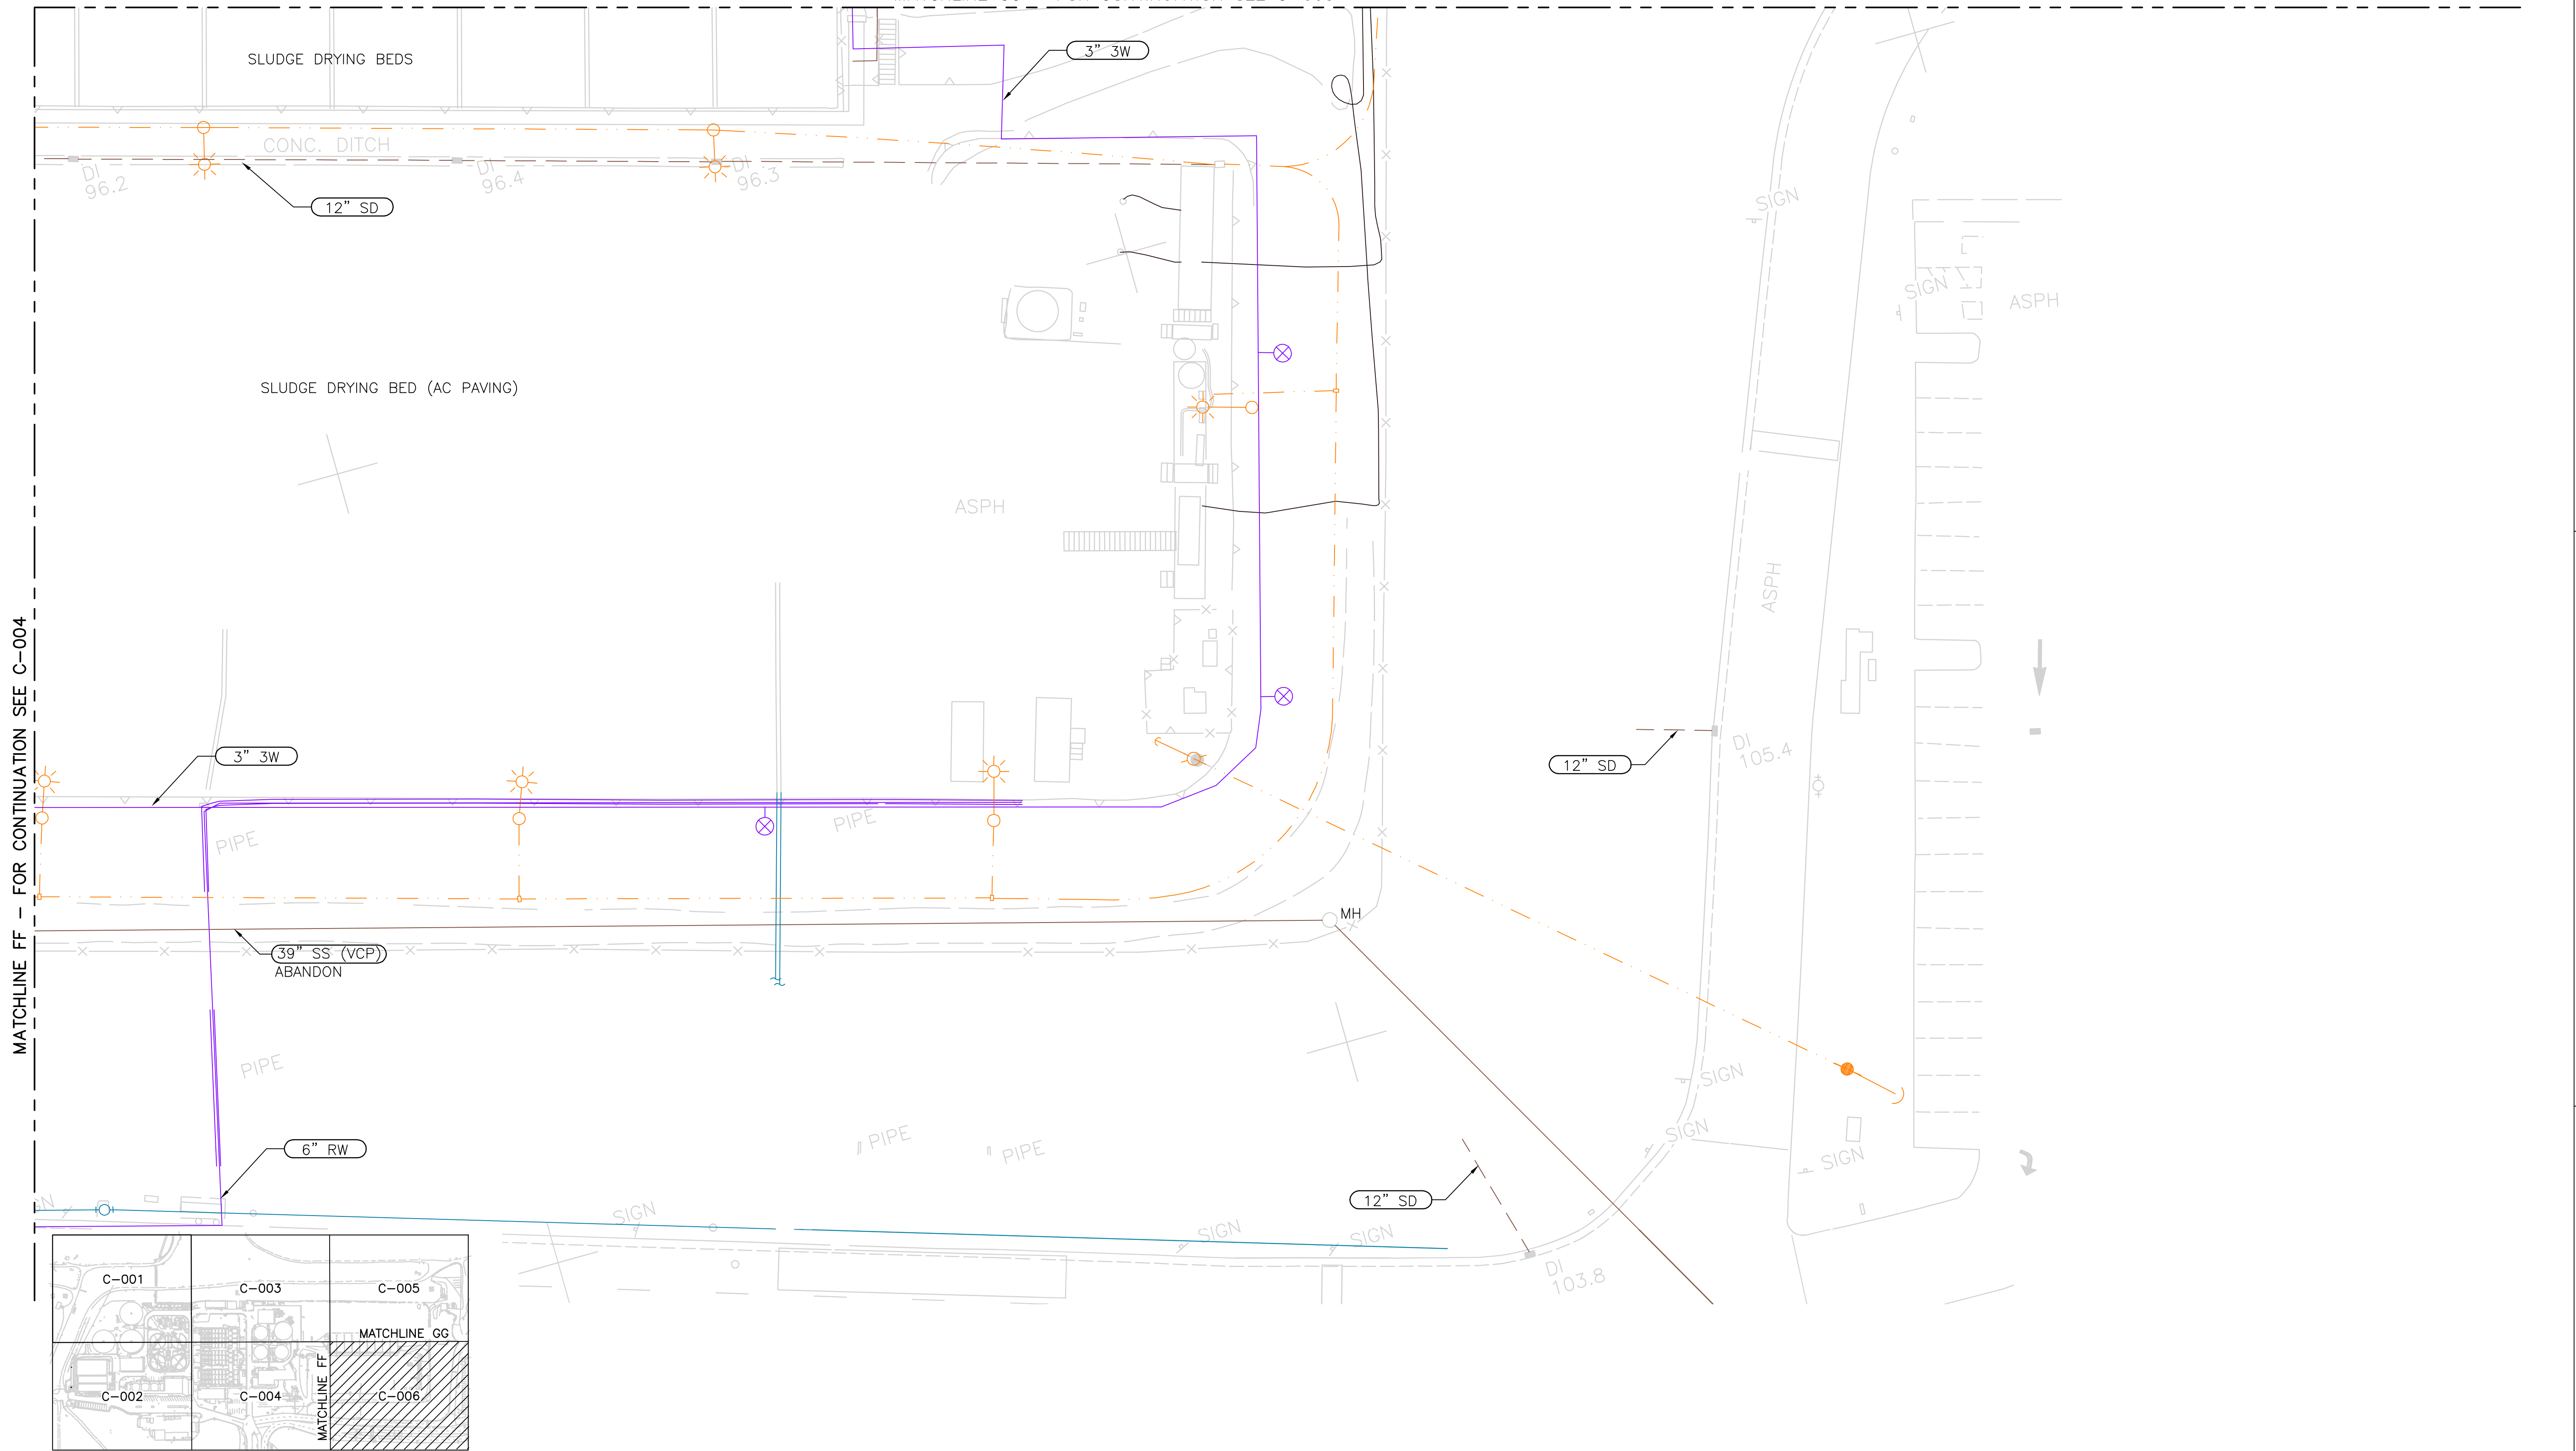 SLUDGE DRYING BEDS
3" 3W
CONC. DITCH
DI
96.2
DI
96.4
DI
96.3
12" SD
SIGN
SIGN
ASPH
SLUDGE DRYING BED (AC PAVING)
ASPH
ASPH
MATCHLINE FF – FOR CONTINUATION SEE C-004
3" 3W
12" SD
DI
105.4
PIPE
PIPE
MH
39" SS (VCP)
ABANDON
PIPE
SIGN
SIGN
PIPE
PIPE
SIGN
6" RW
12" SD
SIGN
SIGN
SIGN
DI
103.8
C-001
C-003
C-005
MATCHLINE GG
MATCHLINE FF
C-002
C-004
C-006